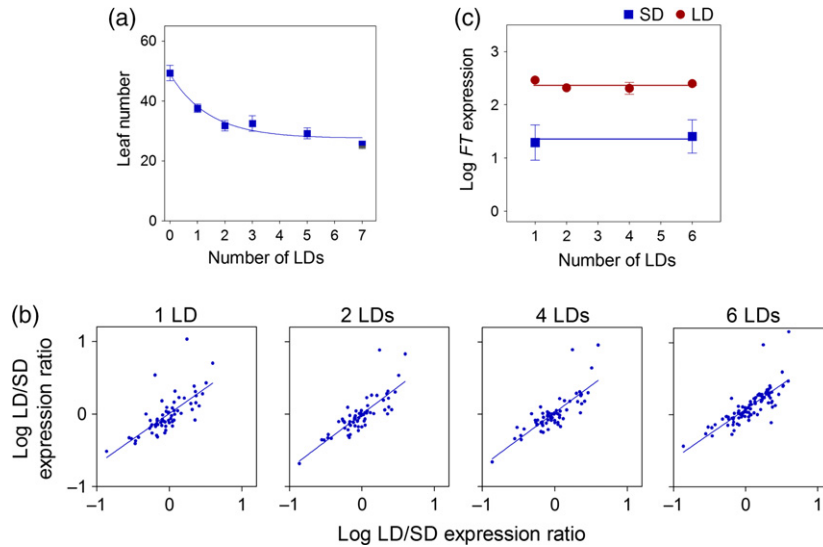 (a)
60
40
20
0
Leaf number
0 1 2 3 4 5 6 7
Number of LDs
(c)
SD LD
3
2
1
0
Log FT expression
1 2 3 4 5 6
Number of LDs
(b)
1 LD 2 LDs 4 LDs 6 LDs
1
0
−1
Log LD/SD
expression ratio
−1 0 1 −1 0 1 −1 0 1 −1 0 1
Log LD/SD expression ratio